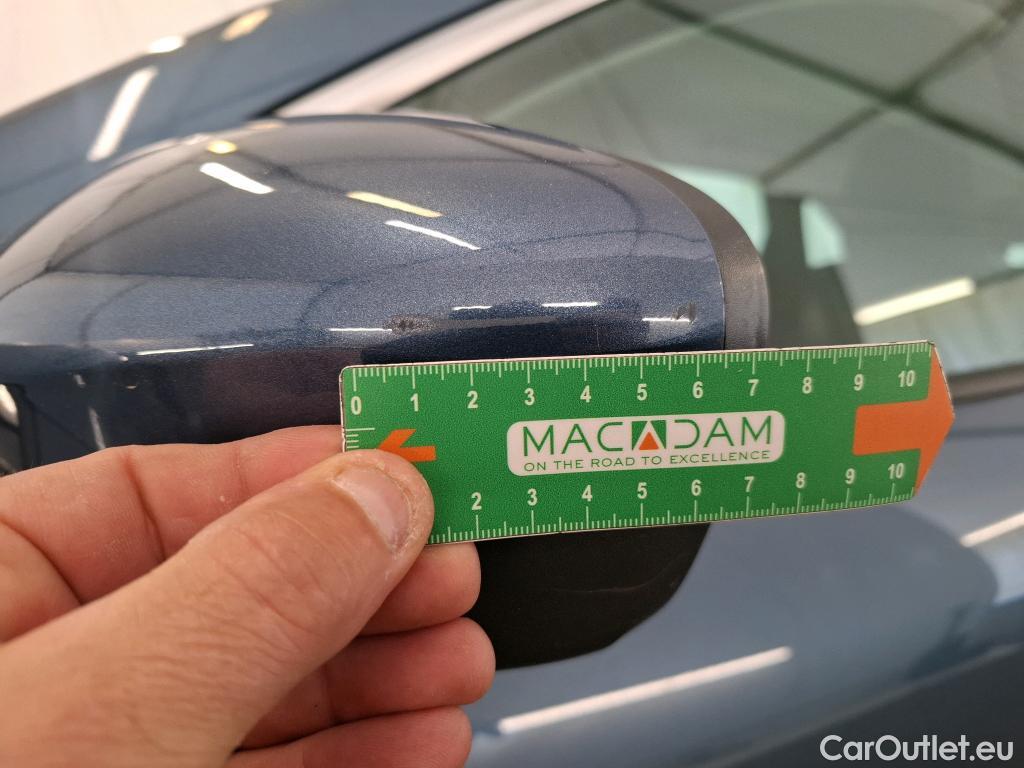 0 1 2 3 4 5 6 7 8 9 10
MACADAM
ON THE ROAD TO EXCELLENCE
2 3 4 5 6 7 8 9 10
CarOutlet.eu